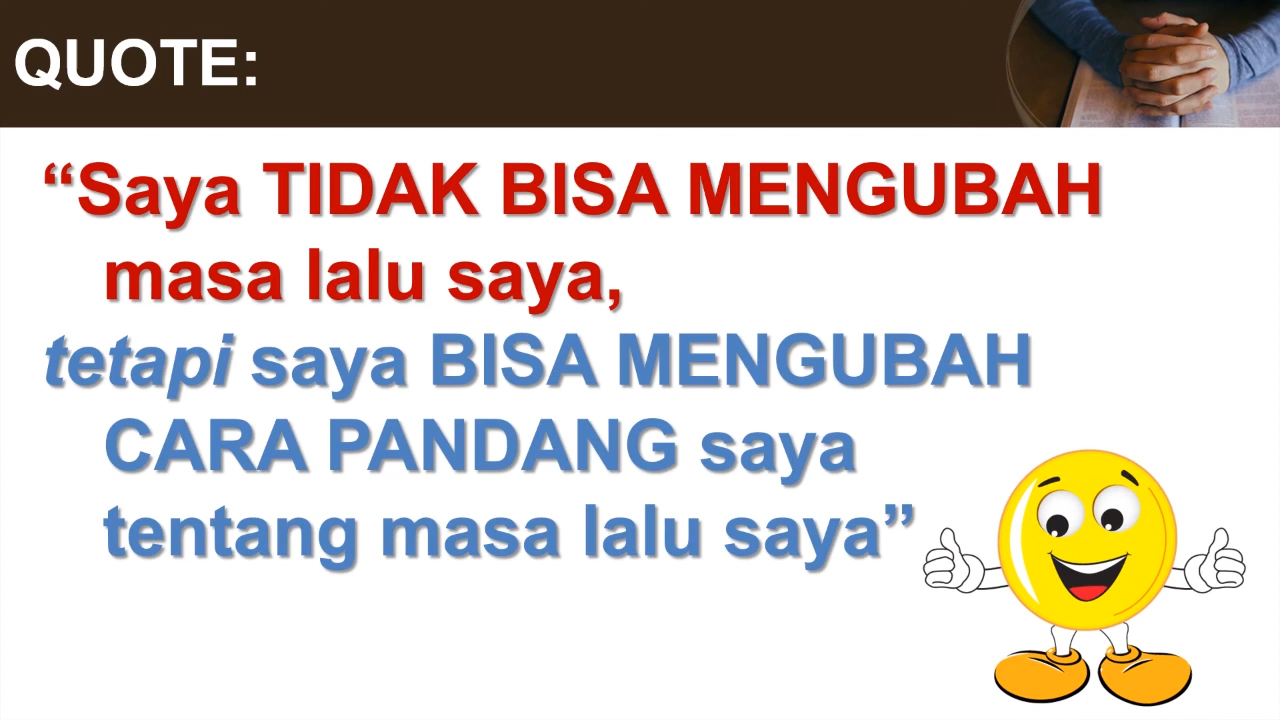 QUOTE:
“Saya TIDAK BISA MENGUBAH
masa lalu saya,
tetapi saya BISA MENGUBAH
CARA PANDANG saya
tentang masa lalu saya”